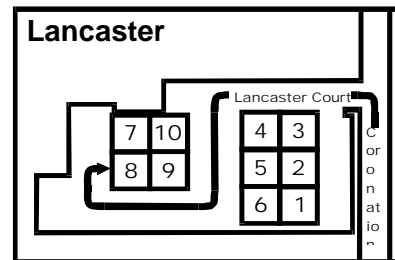 Lancaster
Lancaster Court
7 10
8 9
4 3
5 2
6 1
C
or
o
n
at
io
n